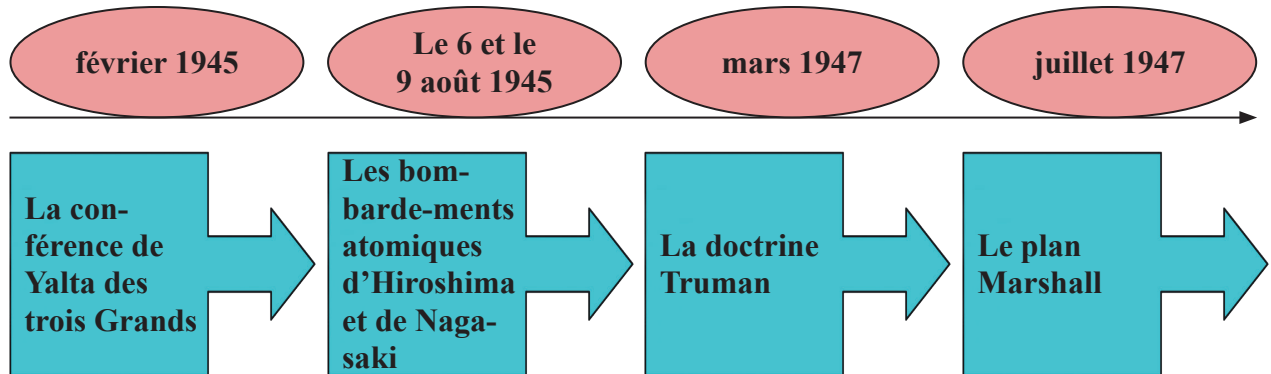 février 1945
Le 6 et le
9 août 1945
mars 1947
juillet 1947
La con-
férence de
Yalta des
trois Grands
Les bom-
barde-ments
atomiques
d’Hiroshima
et de Naga-
saki
La doctrine
Truman
Le plan
Marshall